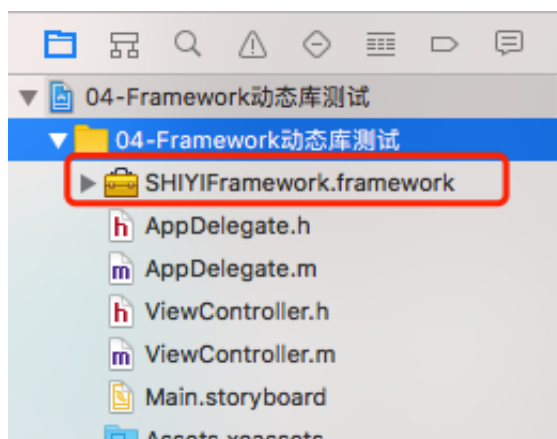 04-Framework动态库测试
04-Framework动态库测试
SHIYIFramework.framework
h AppDelegate.h
m AppDelegate.m
h ViewController.h
m ViewController.m
Main.storyboard
Assets.xcassets